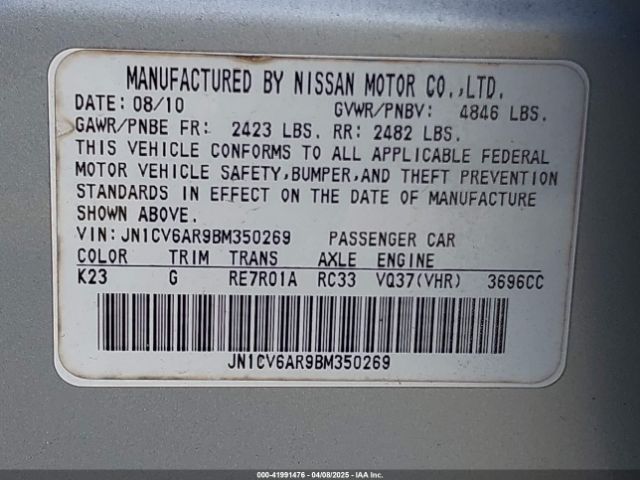 MANUFACTURED BY NISSAN MOTOR CO.,LTD.
DATE: 08/10 GVWR/PNBV: 4846 LBS.
GAWR/PNBE FR: 2423 LBS. RR: 2482 LBS.
THIS VEHICLE CONFORMS TO ALL APPLICABLE FEDERAL
MOTOR VEHICLE SAFETY,BUMPER,AND THEFT PREVENTION
STANDARDS IN EFFECT ON THE DATE OF MANUFACTURE
SHOWN ABOVE.
VIN: JN1CV6AR9BM350269 PASSENGER CAR
COLOR TRIM TRANS AXLE ENGINE
K23 G RE7R01A RC33 VQ37(VHR) 3696CC
JN1CV6AR9BM350269
000-41991476 - 04/08/2025 - IAA, Inc.